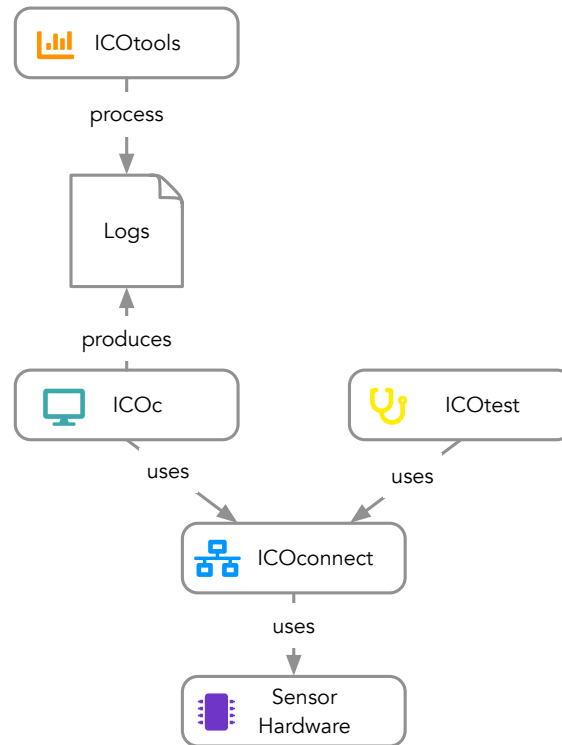 ICOtools
process
Logs
produces
ICOc
ICOtest
uses
uses
ICOconnect
uses
Sensor
Hardware